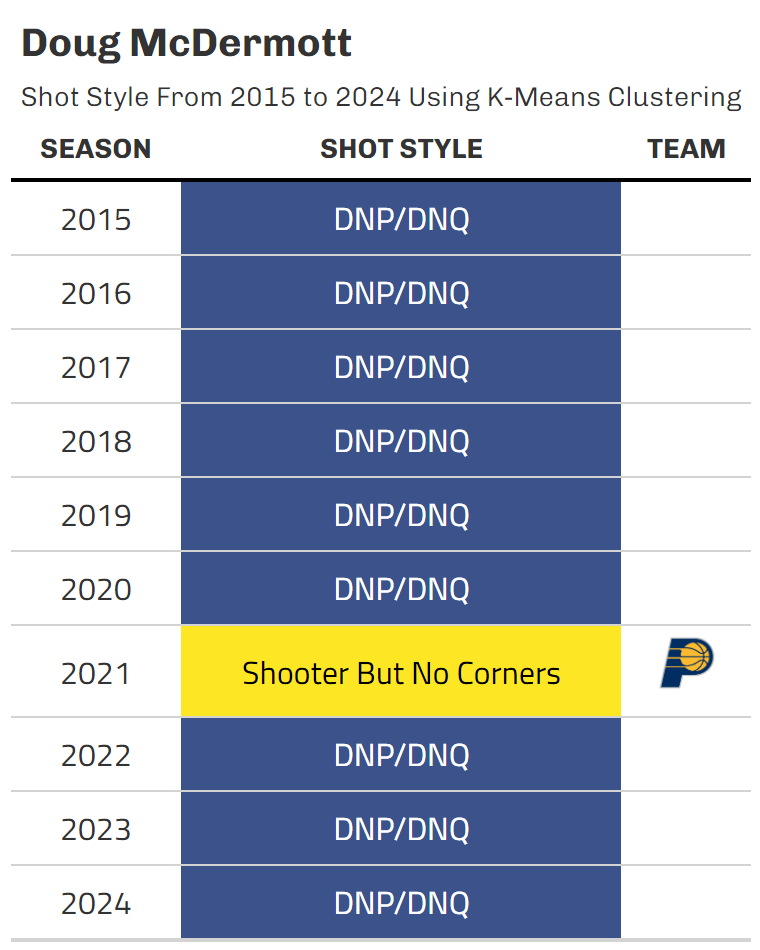 Doug McDermott
Shot Style From 2015 to 2024 Using K-Means Clustering
SEASON SHOT STYLE TEAM
2015 DNP/DNQ
2016 DNP/DNQ
2017 DNP/DNQ
2018 DNP/DNQ
2019 DNP/DNQ
2020 DNP/DNQ
2021 Shooter But No Corners
2022 DNP/DNQ
2023 DNP/DNQ
2024 DNP/DNQ